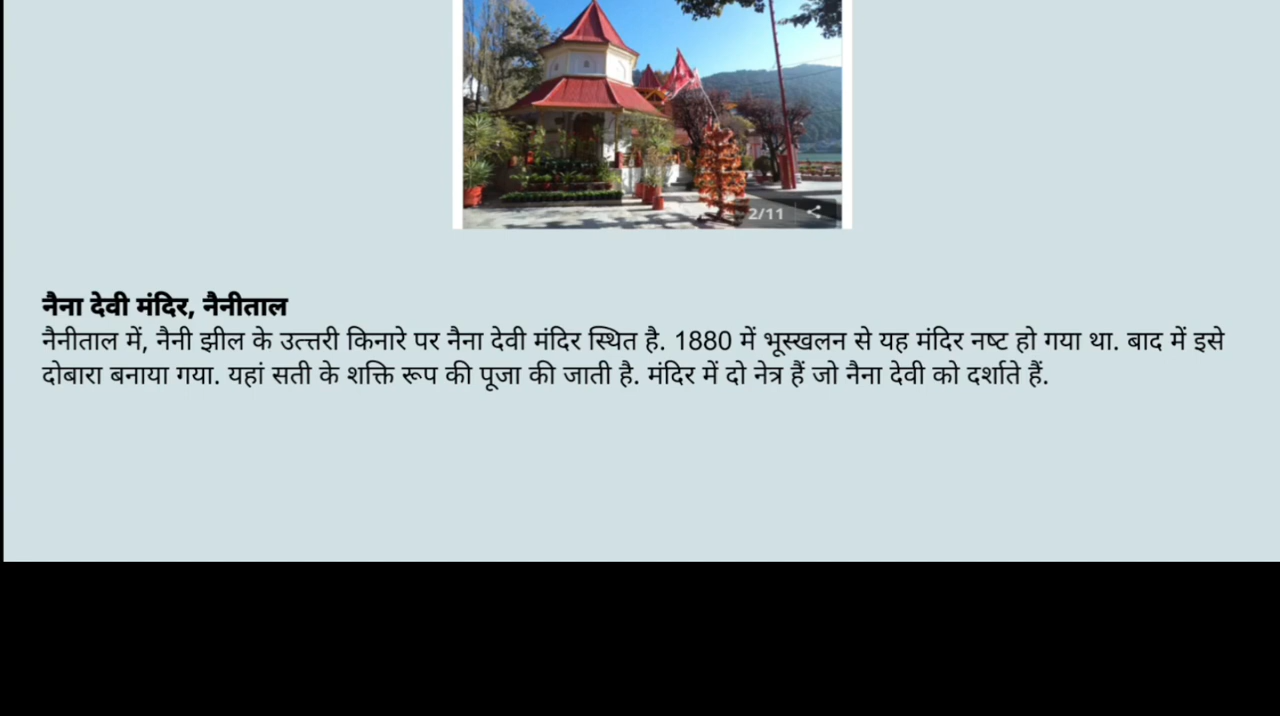 2/11
नैना देवी मंदिर, नैनीताल
नैनीताल में, नैनी झील के उत्तरी किनारे पर नैना देवी मंदिर स्थित है. 1880 में भूस्खलन से यह मंदिर नष्ट हो गया था. बाद में इसे
दोबारा बनाया गया. यहां सती के शक्ति रूप की पूजा की जाती है. मंदिर में दो नेत्र हैं जो नैना देवी को दर्शाते हैं.